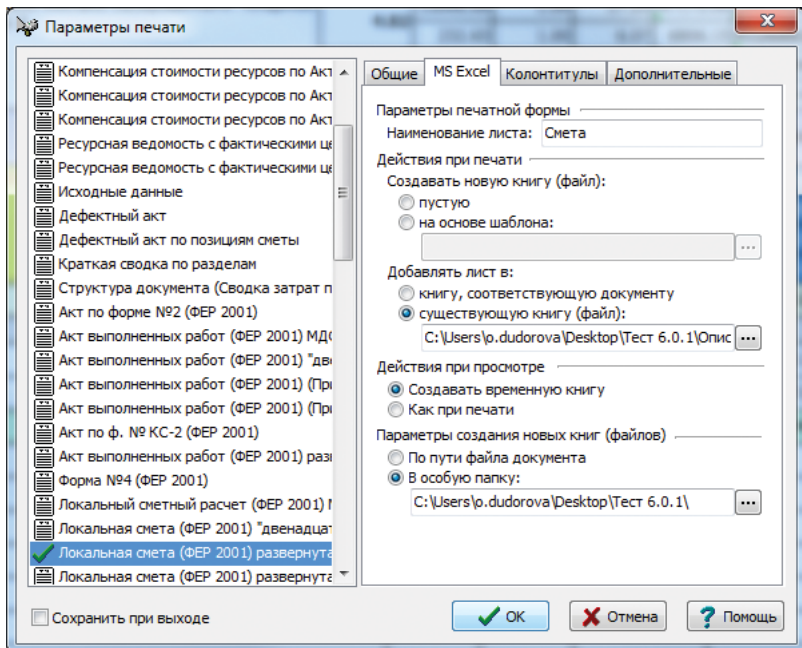 Параметры печати
Компенсация стоимости ресурсов по Акт
Компенсация стоимости ресурсов по Акт
Компенсация стоимости ресурсов по Акт
Ресурсная ведомость с фактическими це
Ресурсная ведомость с фактическими це
Исходные данные
Дефектный акт
Дефектный акт по позициям сметы
Краткая сводка по разделам
Структура документа (Сводка затрат п
Акт по форме №2 (ФЕР 2001)
Акт выполненных работ (ФЕР 2001) МДС
Акт выполненных работ (ФЕР 2001) "дв
Акт выполненных работ (ФЕР 2001) (При
Акт выполненных работ (ФЕР 2001) (При
Акт по ф. № КС-2 (ФЕР 2001)
Акт выполненных работ (ФЕР 2001) разв
Форма №4 (ФЕР 2001)
Локальный сметный расчет (ФЕР 2001)
Локальная смета (ФЕР 2001) "двенадцат
Локальная смета (ФЕР 2001) развернута
Локальная смета (ФЕР 2001) развернута
Сохранить при выходе
Общие MS Excel Колонтитулы Дополнительные
Параметры печатной формы
Наименование листа: Смета
Действия при печати
Создавать новую книгу (файл):
пустую
на основе шаблона:
...
Добавлять лист в:
книгу, соответствующую документу
существующую книгу (файл):
C:\Users\o.dudorova\Desktop\Тест 6.0.1\Опис ...
Действия при просмотре
Создавать временную книгу
Как при печати
Параметры создания новых книг (файлов)
По пути файла документа
В особую папку:
C:\Users\o.dudorova\Desktop\Тест 6.0.1\ ...
OK Отмена Помощь